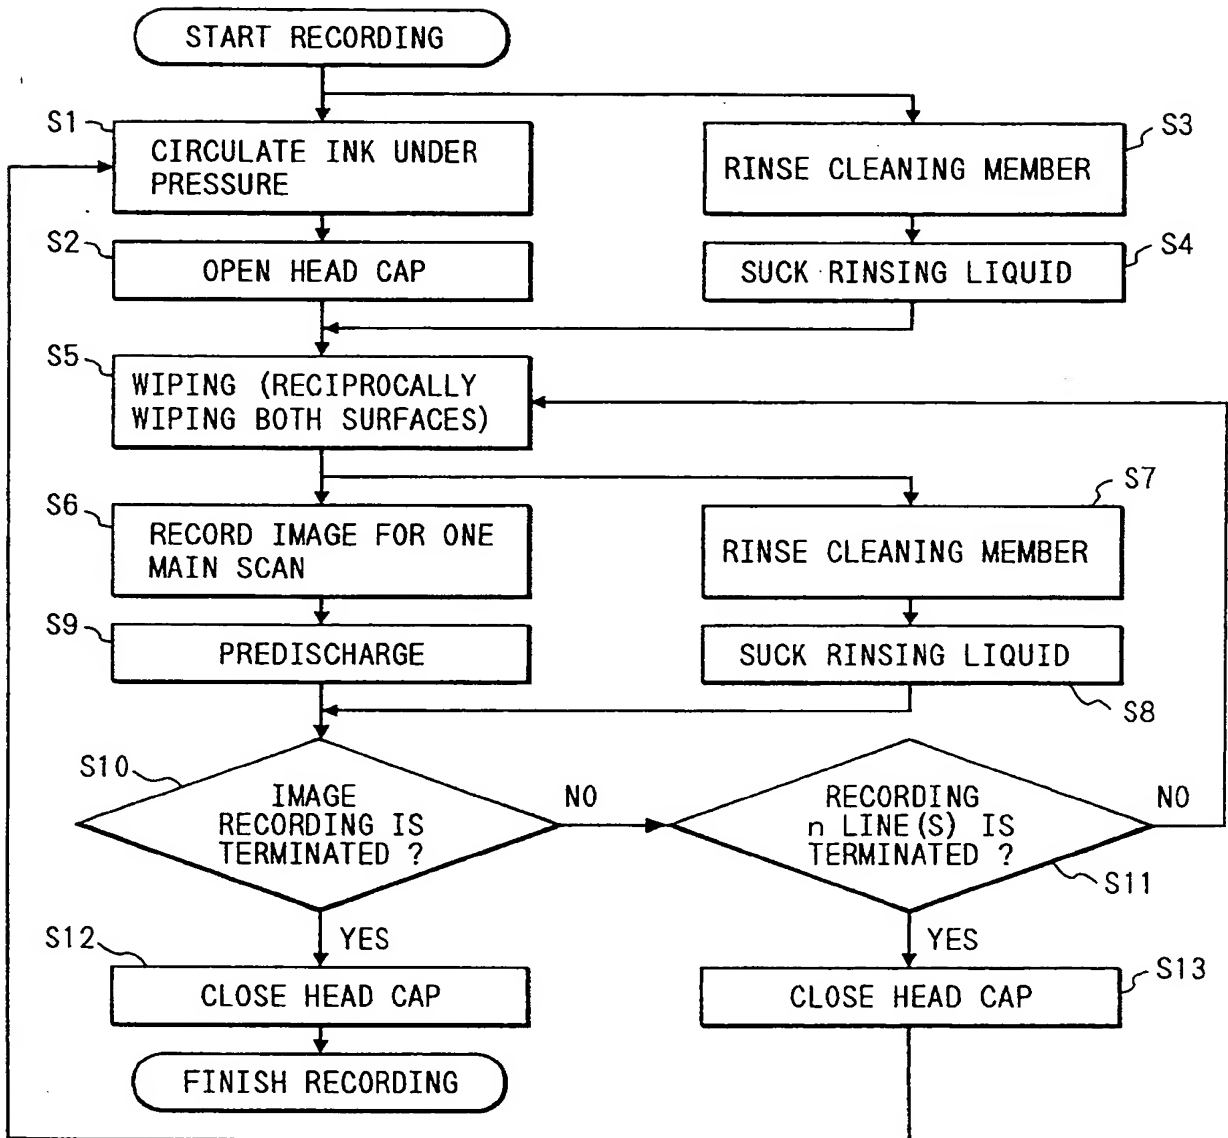 START RECORDING
S1
CIRCULATE INK UNDER
PRESSURE
S3
RINSE CLEANING MEMBER
S2
OPEN HEAD CAP
S4
SUCK RINSING LIQUID
S5
WIPING (RECIPROCALLY
WIPING BOTH SURFACES)
S6
RECORD IMAGE FOR ONE
MAIN SCAN
S7
RINSE CLEANING MEMBER
S9
PREDISCHARGE
SUCK RINSING LIQUID
S8
S10
IMAGE
RECORDING IS
TERMINATED ?
NO
RECORDING
n LINE(S) IS
TERMINATED ?
NO
S11
YES
YES
S12
CLOSE HEAD CAP
CLOSE HEAD CAP
S13
FINISH RECORDING